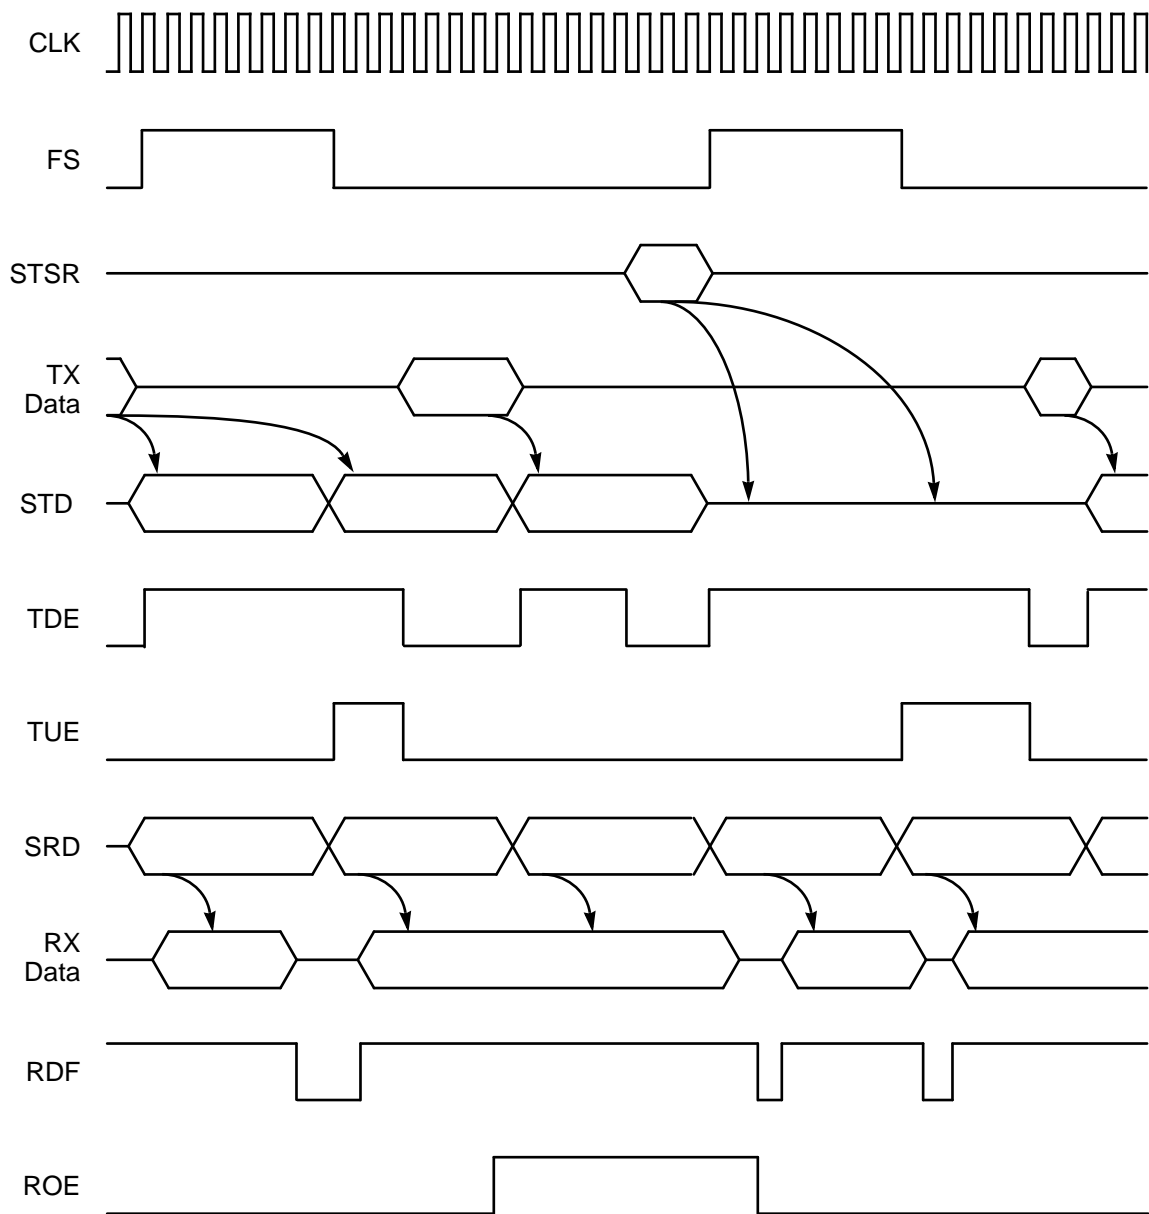 CLK
FS
STSR
TX
Data
STD
TDE
TUE
SRD
RX
Data
RDF
ROE